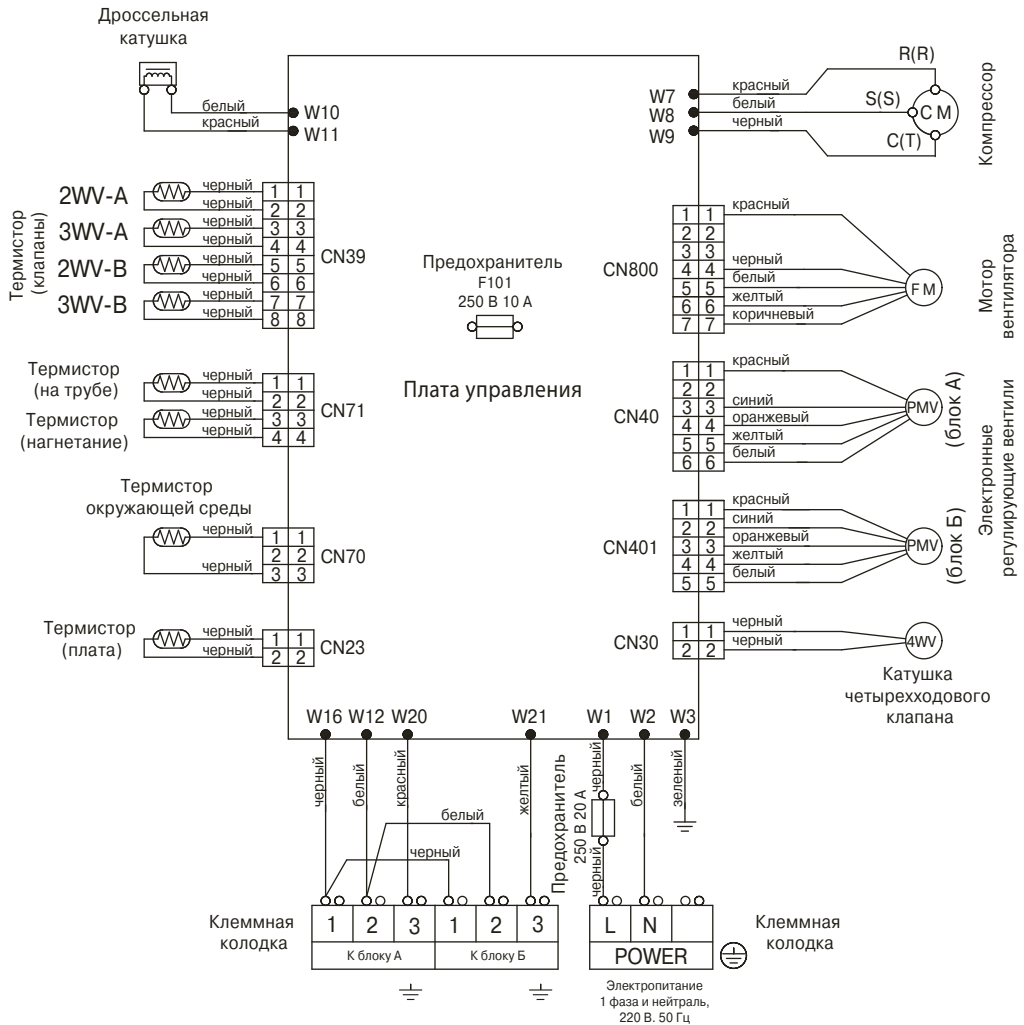 Дроссельная
катушка
белый
красный
W10
W11
W7
W8
W9
красный
белый
черный
R(R)
S(S)
C(T)
CM
Компрессор
Термистор
(клапаны)
2WV-A
3WV-A
2WV-B
3WV-B
черный
черный
черный
черный
черный
черный
черный
черный
1 1
2 2
3 3
4 4
5 5
6 6
7 7
8 8
CN39
Предохранитель
F101
250 В 10 А
CN800
1 1
2 2
3 3
4 4
5 5
6 6
7 7
красный
черный
белый
желтый
коричневый
FM
Мотор
вентилятора
Термистор
(на трубе)
Термистор
(нагнетание)
черный
черный
черный
черный
1 1
2 2
3 3
4 4
CN71
Плата управления
CN40
1 1
2 2
3 3
4 4
5 5
6 6
красный
синий
оранжевый
желтый
белый
PMV
(блок А)
Электронные
регулирующие вентили
Термистор
окружающей среды
черный
черный
1 1
2 2
3 3
CN70
CN401
1 1
2 2
3 3
4 4
5 5
красный
синий
оранжевый
желтый
белый
PMV
(блок Б)
Термистор
(плата)
черный
черный
1 1
2 2
CN23
CN30
1 1
2 2
черный
черный
4WV
Катушка
четырехходового
клапана
W16 W12 W20 W21 W1 W2 W3
черный
белый
красный
желтый
черный
белый
зеленый
Предохранитель
250 В 20 А
черный
белый
черный
Клеммная
колодка
1 2 3 1 2 3
К блоку А К блоку Б
L N
POWER
Клеммная
колодка
Электропитание
1 фаза и нейтраль,
220 В. 50 Гц